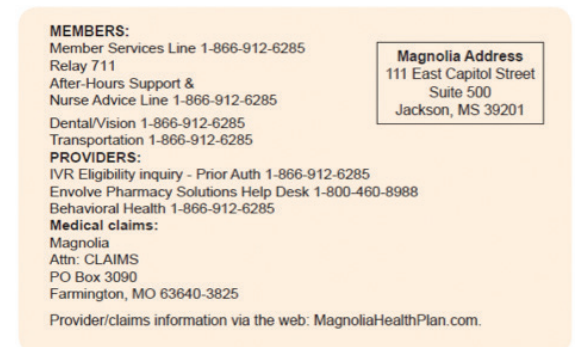 MEMBERS:
Member Services Line 1-866-912-6285
Relay 711
After-Hours Support &
Nurse Advice Line 1-866-912-6285
Dental/Vision 1-866-912-6285
Transportation 1-866-912-6285
PROVIDERS:
IVR Eligibility inquiry - Prior Auth 1-866-912-6285
Envolve Pharmacy Solutions Help Desk 1-800-460-8988
Behavioral Health 1-866-912-6285
Medical claims:
Magnolia
Attn: CLAIMS
PO Box 3090
Farmington, MO 63640-3825
Provider/claims information via the web: MagnoliaHealthPlan.com.
Magnolia Address
111 East Capitol Street
Suite 500
Jackson, MS 39201